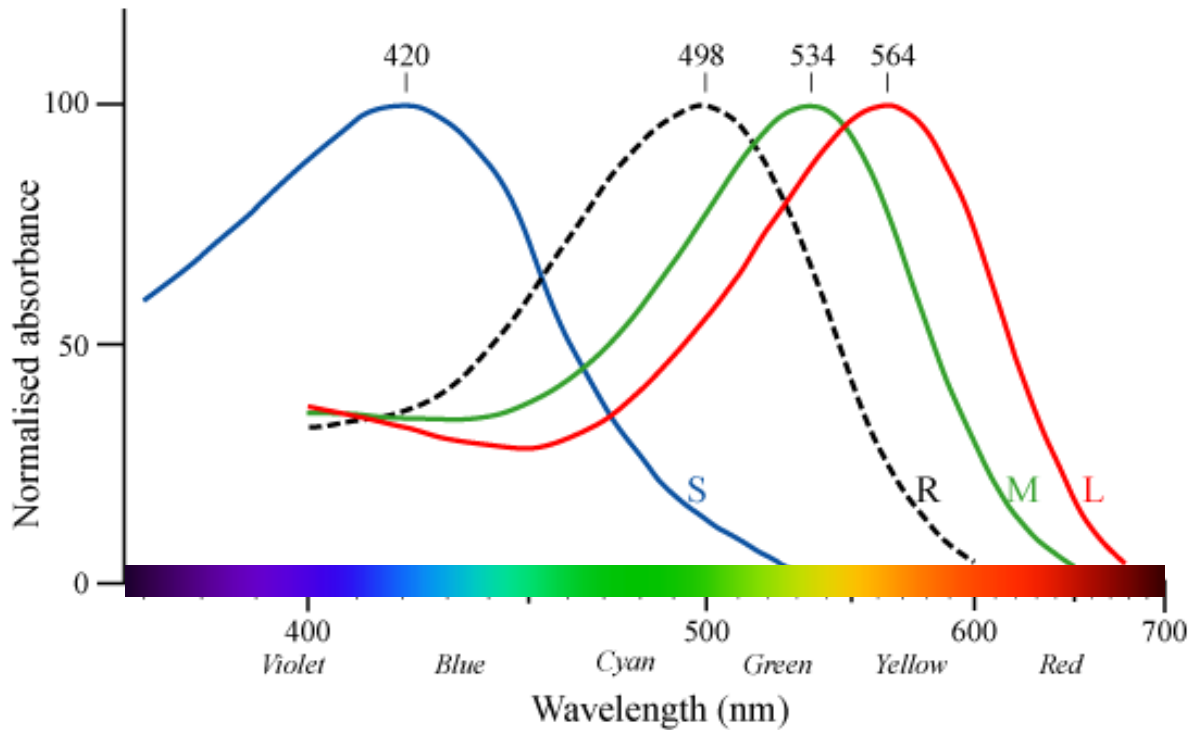 420 498 534 564
100
50
0
Normalised absorbance
S R M L
400 500 600 700
Violet Blue Cyan Green Yellow Red
Wavelength (nm)